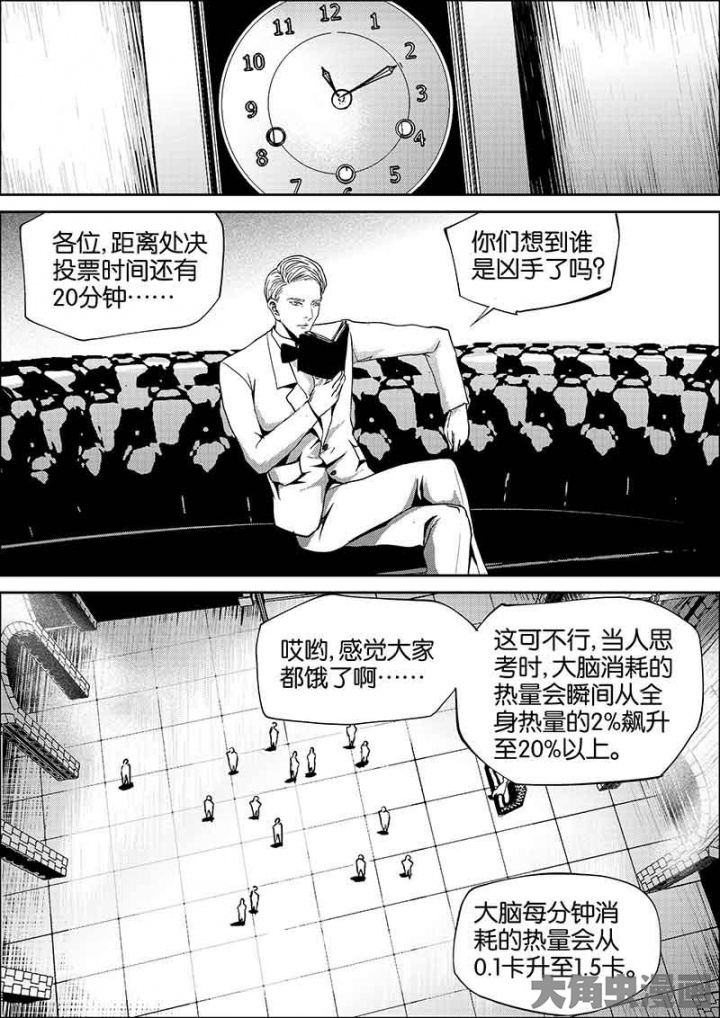 12
11
1
10
2
9
3
8
4
7
5
6
各位,距离处决
投票时间还有
20分钟……
你们想到谁
是凶手了吗?
哎哟,感觉大家
都饿了啊……
这可不行,当人思
考时,大脑消耗的
热量会瞬间从全
身热量的2%飙升
至20%以上。
大脑每分钟消
耗的热量会从
0.1卡升至1.5卡。
大角虫漫画